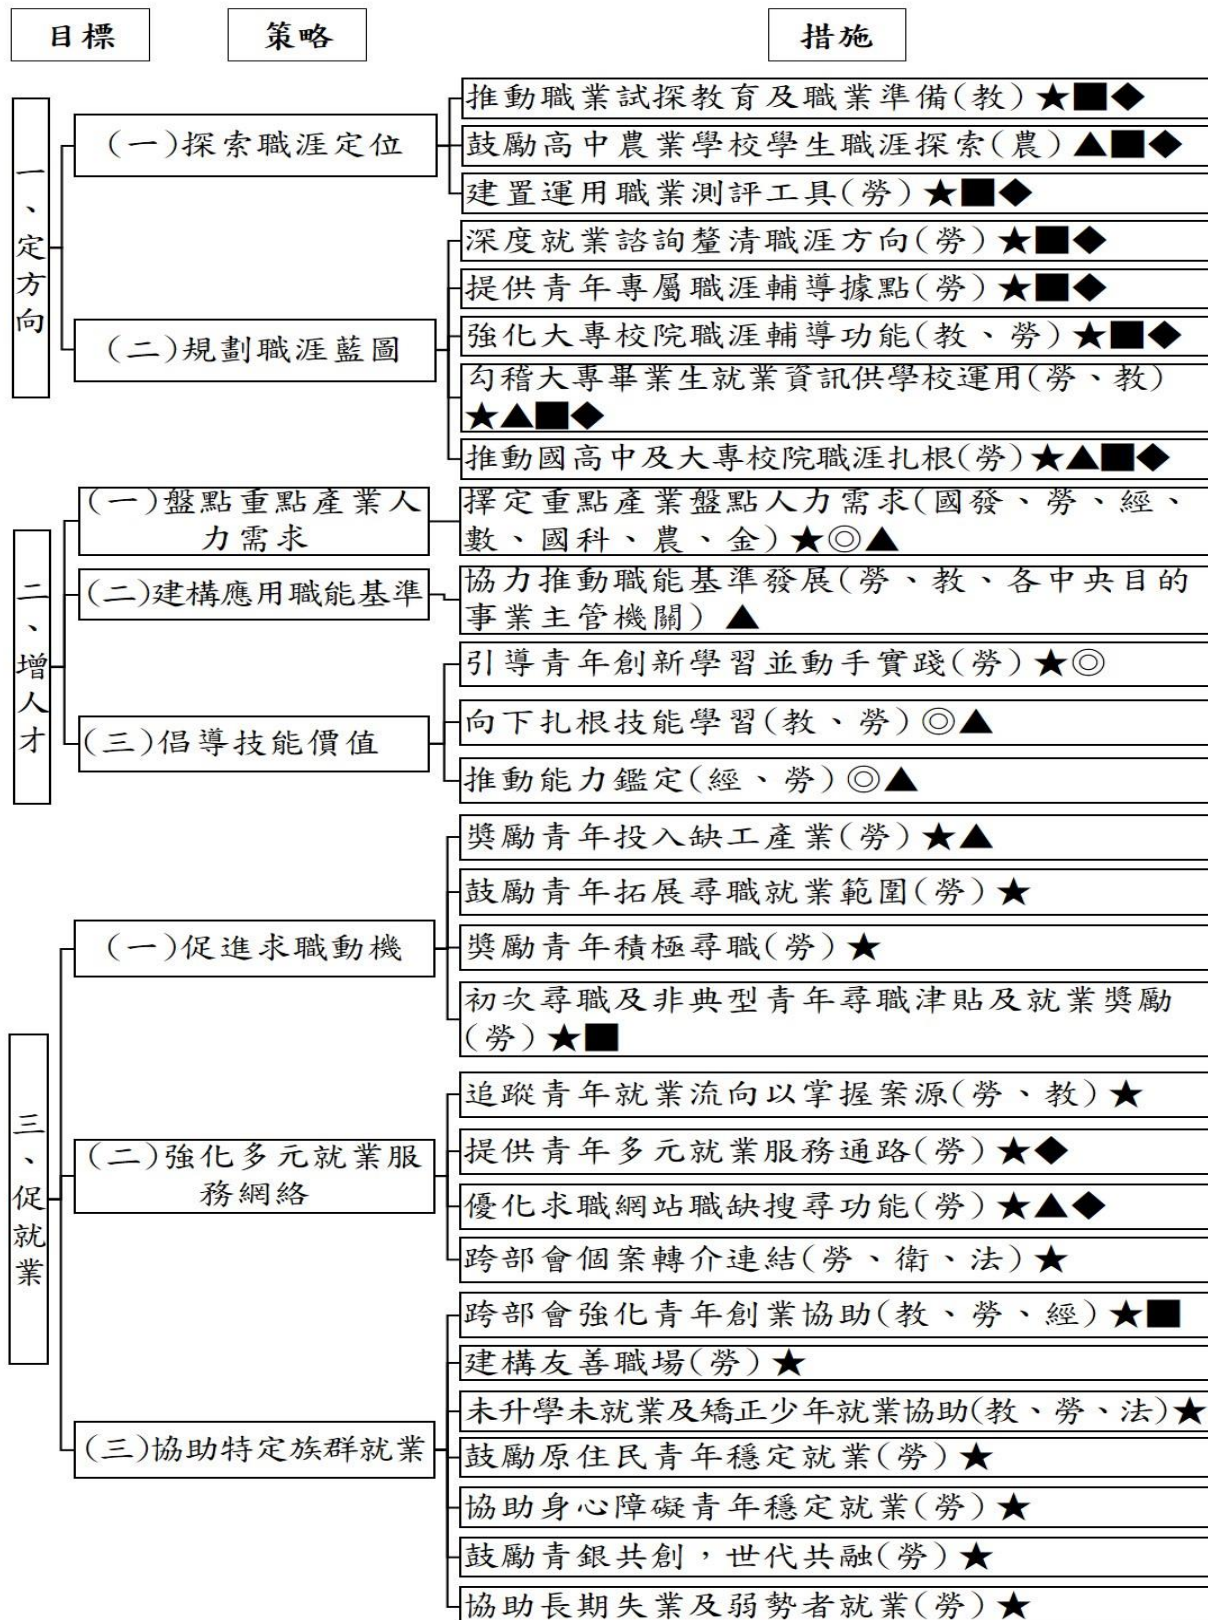 目標
策略
措施
一、定方向
(一)探索職涯定位
推動職業試探教育及職業準備(教)★■◆
鼓勵高中農業學校學生職涯探索(農)▲■◆
建置運用職業測評工具(勞)★■◆
(二)規劃職涯藍圖
深度就業諮詢釐清職涯方向(勞)★■◆
提供青年專屬職涯輔導據點(勞)★■◆
強化大專校院職涯輔導功能(教、勞)★■◆
勾稽大專畢業生就業資訊供學校運用(勞、教)
★▲■◆
推動國高中及大專校院職涯扎根(勞)★▲■◆
二、增人才
(一)盤點重點產業人
力需求
擇定重點產業盤點人力需求(國發、勞、經、
數、國科、農、金)★◎▲
(二)建構應用職能基準
協力推動職能基準發展(勞、教、各中央目的
事業主管機關)▲
(三)倡導技能價值
引導青年創新學習並動手實踐(勞)★◎
向下扎根技能學習(教、勞)◎▲
推動能力鑑定(經、勞)◎▲
三、促就業
(一)促進求職動機
獎勵青年投入缺工產業(勞)★▲
鼓勵青年拓展尋職就業範圍(勞)★
獎勵青年積極尋職(勞)★
初次尋職及非典型青年尋職津貼及就業獎勵
(勞)★■
(二)強化多元就業服
務網絡
追蹤青年就業流向以掌握案源(勞、教)★
提供青年多元就業服務通路(勞)★◆
優化求職網站職缺搜尋功能(勞)★▲◆
跨部會個案轉介連結(勞、衛、法)★
(三)協助特定族群就業
跨部會強化青年創業協助(教、勞、經)★■
建構友善職場(勞)★
未升學未就業及矯正少年就業協助(教、勞、法)★
鼓勵原住民青年穩定就業(勞)★
協助身心障礙青年穩定就業(勞)★
鼓勵青銀共創，世代共融(勞)★
協助長期失業及弱勢者就業(勞)★